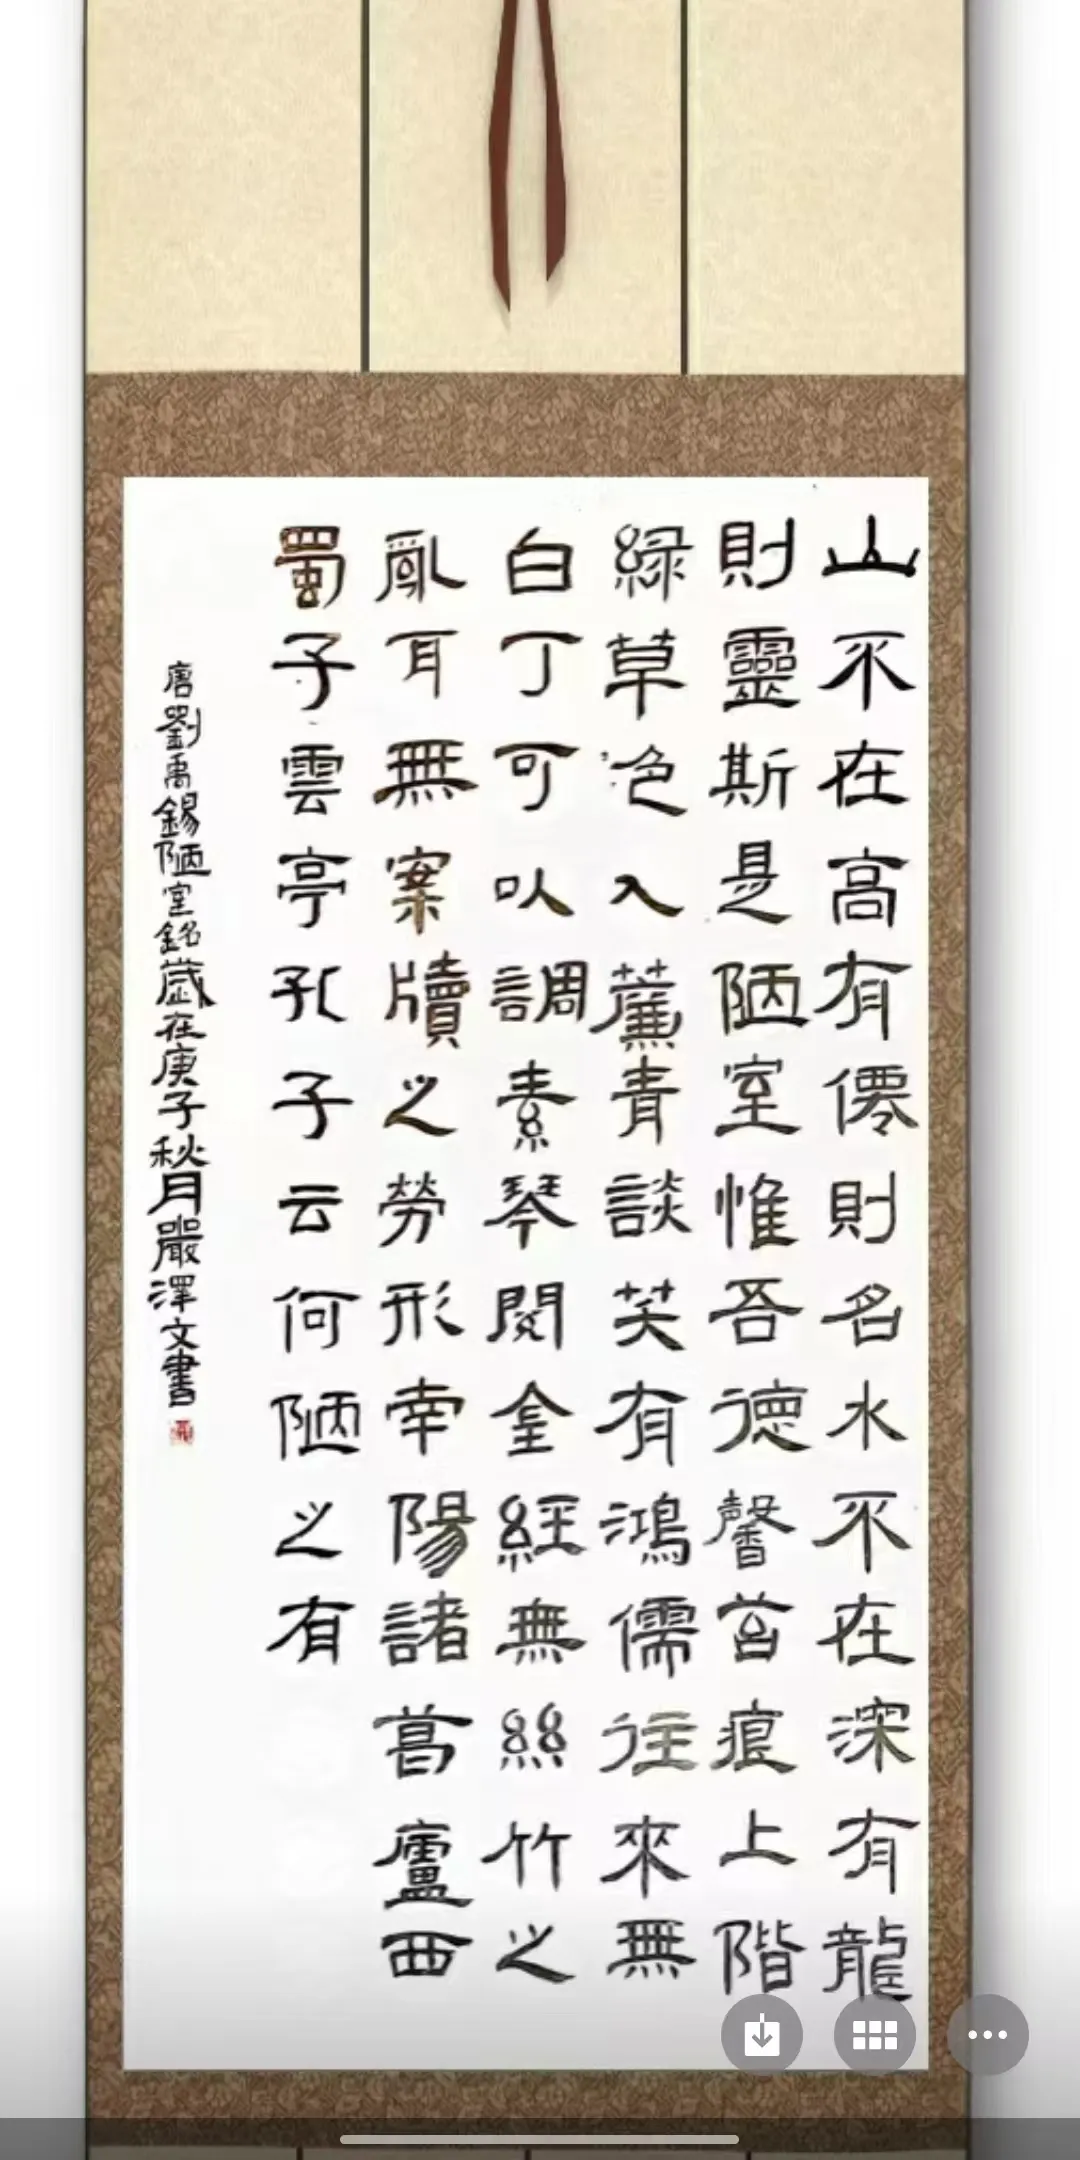 山不在高有僊則名水不在深有龍
則靈斯是陋室惟吾德馨苔痕上階
綠草色入薕青談笑有鴻儒往來無
白丁可以調素琴閱金經無絲竹之
亂耳無案牘之勞形南陽諸葛廬西
蜀子雲亭孔子云何陋之有
唐劉禹錫陋室銘歲在庚子秋月嚴澤文書